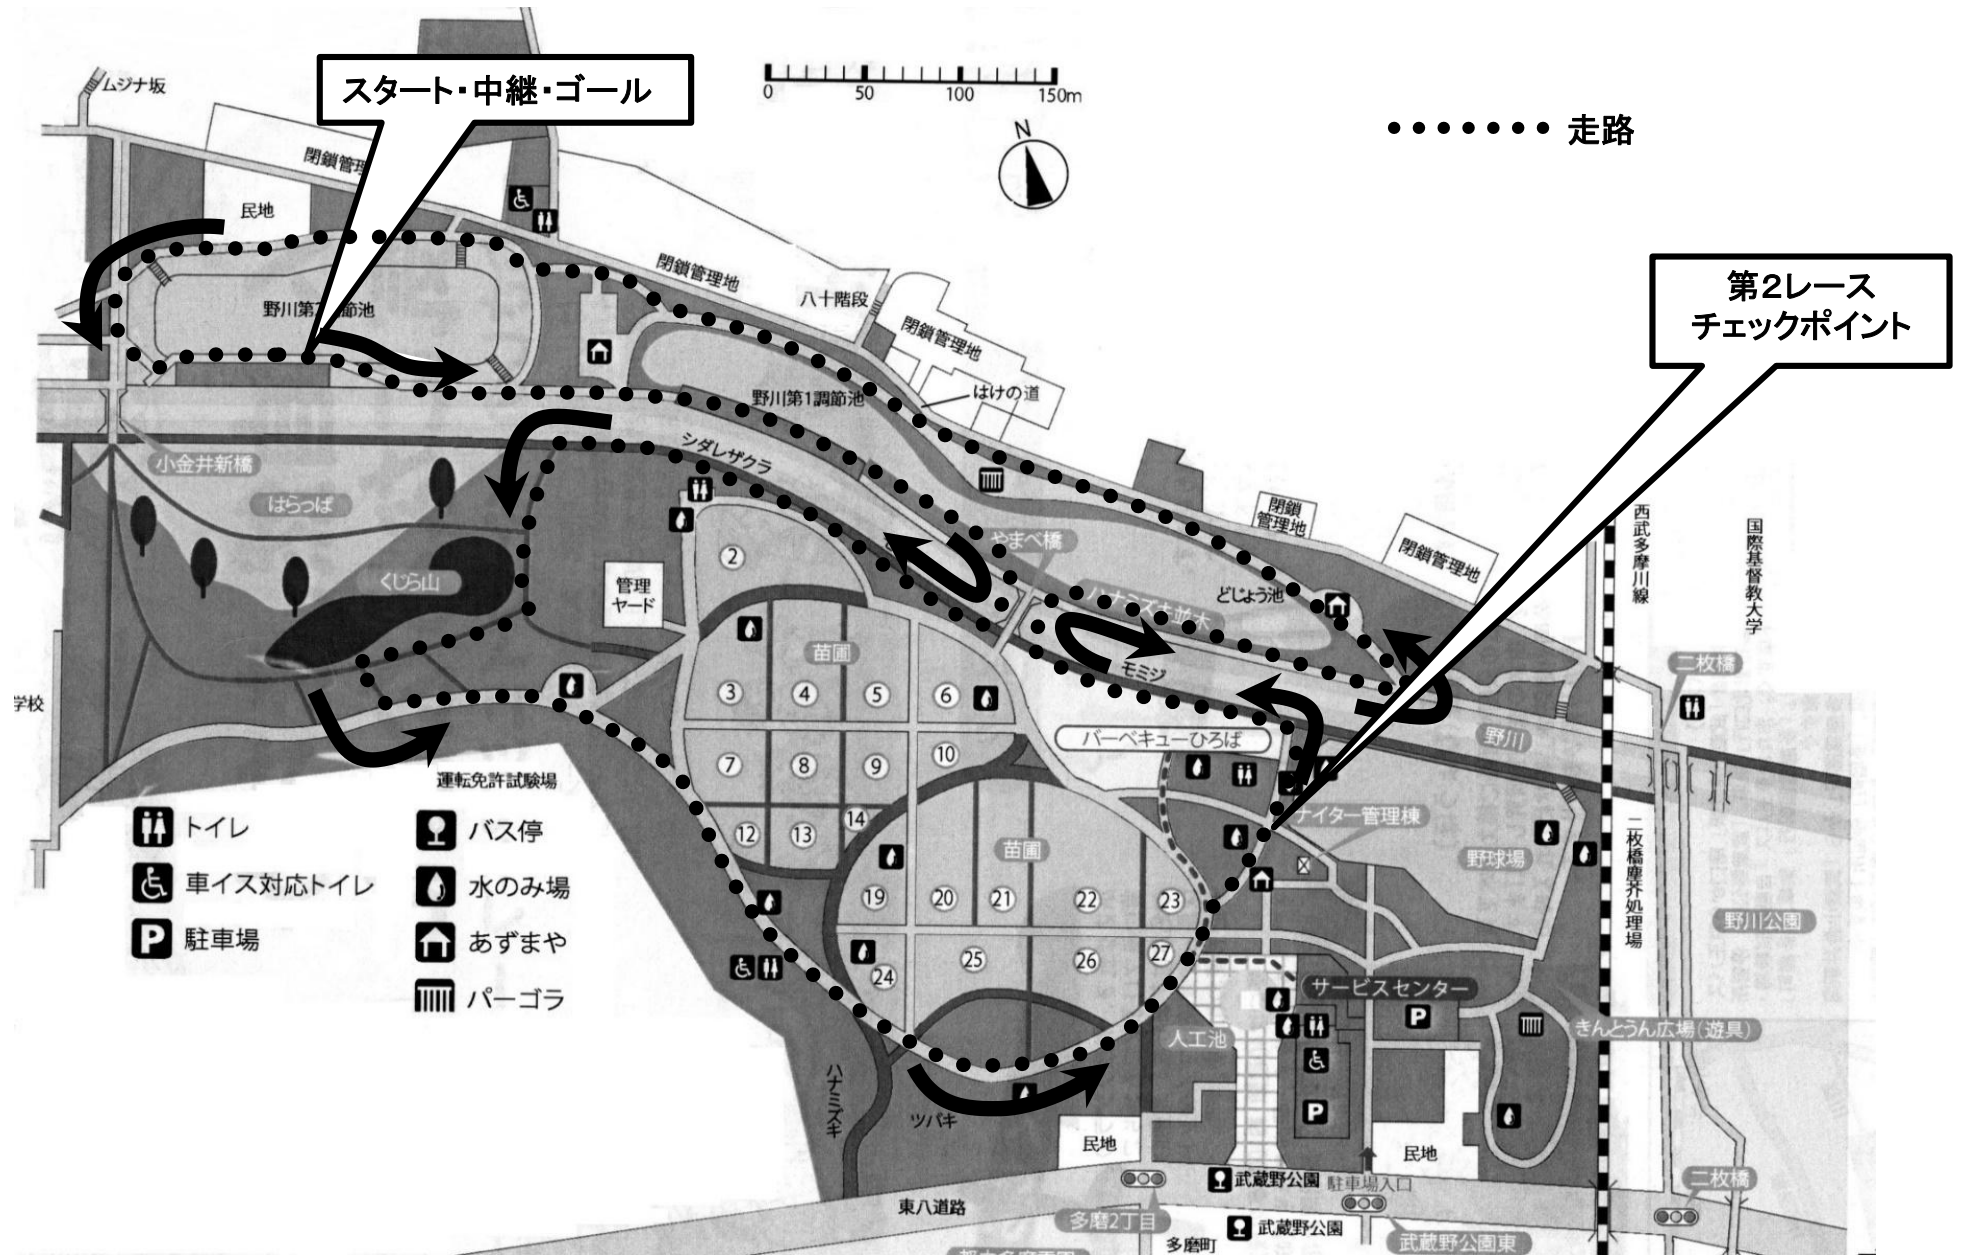 ムジナ坂
スタート・中継・ゴール
0 50 100 150m
N
走路
民地
閉鎖管理地
八十階段
閉鎖管理地
はけの道
第2レース
チェックポイント
野川第1調節池
シダレザクラ
小金井新橋
はらっぱ
くじら山
管理
ヤード
やまべ橋
ハナミズキ並木
モミジ
どじょう池
閉鎖
管理地
閉鎖管理地
西武多摩川線
国際基督教大学
二枚橋
野川
学校
運転免許試験場
トイレ
車イス対応トイレ
駐車場
バス停
水のみ場
あずまや
パーゴラ
苗圃
2
3
4
5
6
7
8
9
10
12
13
14
苗圃
19
20
21
22
23
24
25
26
27
バーベキューひろば
ナイター管理棟
野球場
二枚橋塵芥処理場
野川公園
サービスセンター
P
人工池
P
きんとうん広場(遊具)
ハナミズキ
ツバキ
民地
民地
東八道路
多磨2丁目
多磨町
武蔵野公園
駐車場入口
武蔵野公園
武蔵野公園東
二枚橋